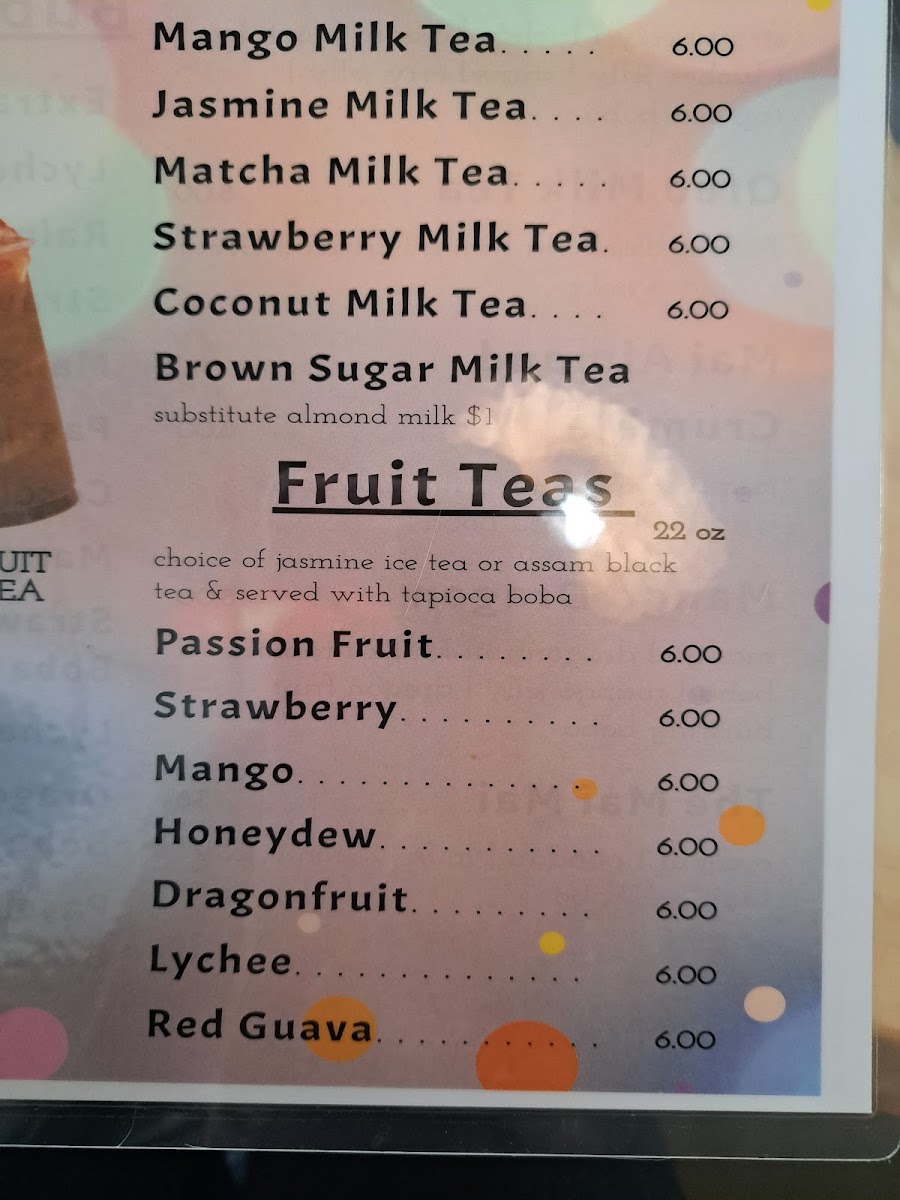 Mango Milk Tea. . . . . 6.00
Jasmine Milk Tea. . . . 6.00
Matcha Milk Tea. . . . . 6.00
Strawberry Milk Tea. 6.00
Coconut Milk Tea. . . . 6.00
Brown Sugar Milk Tea
substitute almond milk $1
Fruit Teas
22 oz
choice of jasmine ice tea or assam black
tea & served with tapioca boba
UIT
EA
Passion Fruit. . . . . . . . 6.00
Strawberry. . . . . . . . . . 6.00
Mango. . . . . . . . . . . . . . 6.00
Honeydew. . . . . . . . . . . 6.00
Dragonfruit. . . . . . . . . 6.00
Lychee. . . . . . . . . . . . . . 6.00
Red Guava. . . . . . . . . . . 6.00